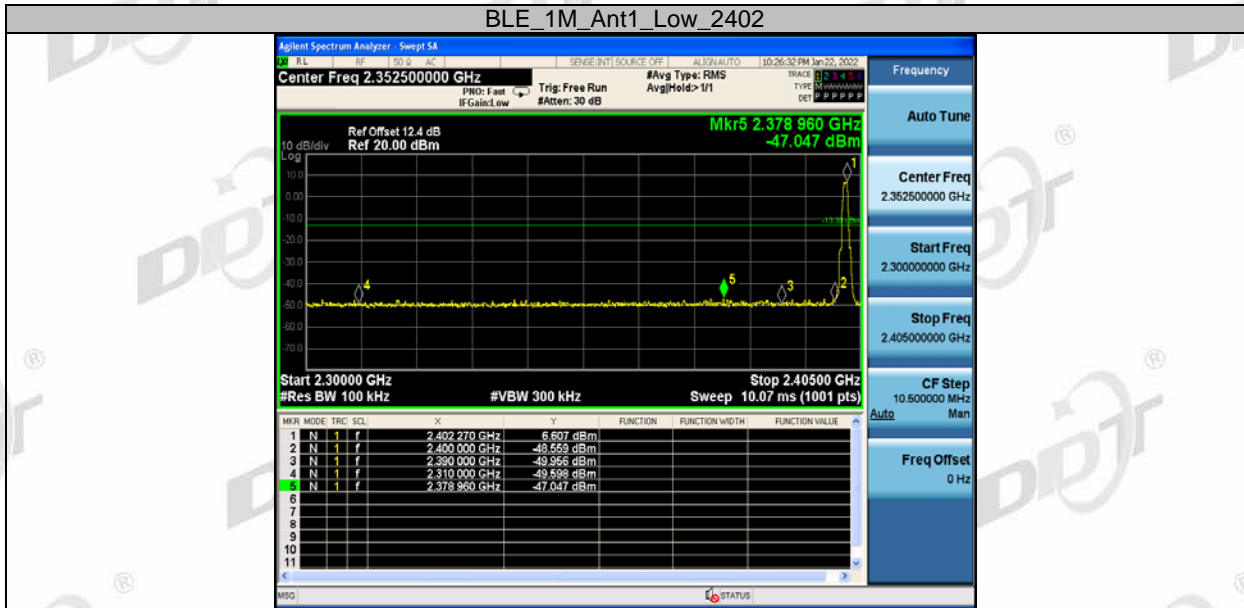 BLE_1M_Ant1_Low_2402
Agilent Spectrum Analyzer - Swept SA
RL RF 50 Ω AC SENSE:INT SOURCE OFF ALIGNAUTO 10:26:32 PM Jan 22, 2022
Center Freq 2.352500000 GHz
PNO: Fast
IFGain:Low
Trig: Free Run
#Atten: 30 dB
#Avg Type: RMS
Avg|Hold:>1/1
TRACE 1 2 3 4 5 6
TYPE M
DET P P P P P P
Mkr5 2.378 960 GHz
-47.047 dBm
Ref Offset 12.4 dB
10 dB/div Ref 20.00 dBm
Log
10.0
0.00
-10.0
-20.0
-30.0
-40.0
-50.0
-60.0
-70.0
1
2
3
4
5
Start 2.30000 GHz Stop 2.40500 GHz
#Res BW 100 kHz #VBW 300 kHz Sweep 10.07 ms (1001 pts)
MKR MODE TRC SCL X Y FUNCTION FUNCTION WIDTH FUNCTION VALUE
1 N 1 f 2.402 270 GHz 6.607 dBm
2 N 1 f 2.400 000 GHz -48.559 dBm
3 N 1 f 2.390 000 GHz -49.956 dBm
4 N 1 f 2.310 000 GHz -49.598 dBm
5 N 1 f 2.378 960 GHz -47.047 dBm
6
7
8
9
10
11
MSG STATUS
Frequency
Auto Tune
Center Freq
2.352500000 GHz
Start Freq
2.300000000 GHz
Stop Freq
2.405000000 GHz
CF Step
10.500000 MHz
Auto Man
Freq Offset
0 Hz